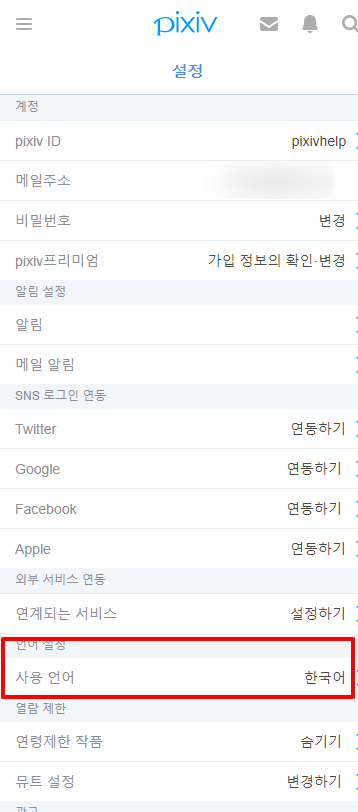 pixiv
설정
계정
pixiv ID pixivhelp
메일주소
비밀번호 변경
pixiv프리미엄 가입 정보의 확인·변경
알림 설정
알림
메일 알림
SNS 로그인 연동
Twitter 연동하기
Google 연동하기
Facebook 연동하기
Apple 연동하기
외부 서비스 연동
연계되는 서비스 설정하기
언어 설정
사용 언어 한국어
열람 제한
연령제한 작품 숨기기
뮤트 설정 변경하기